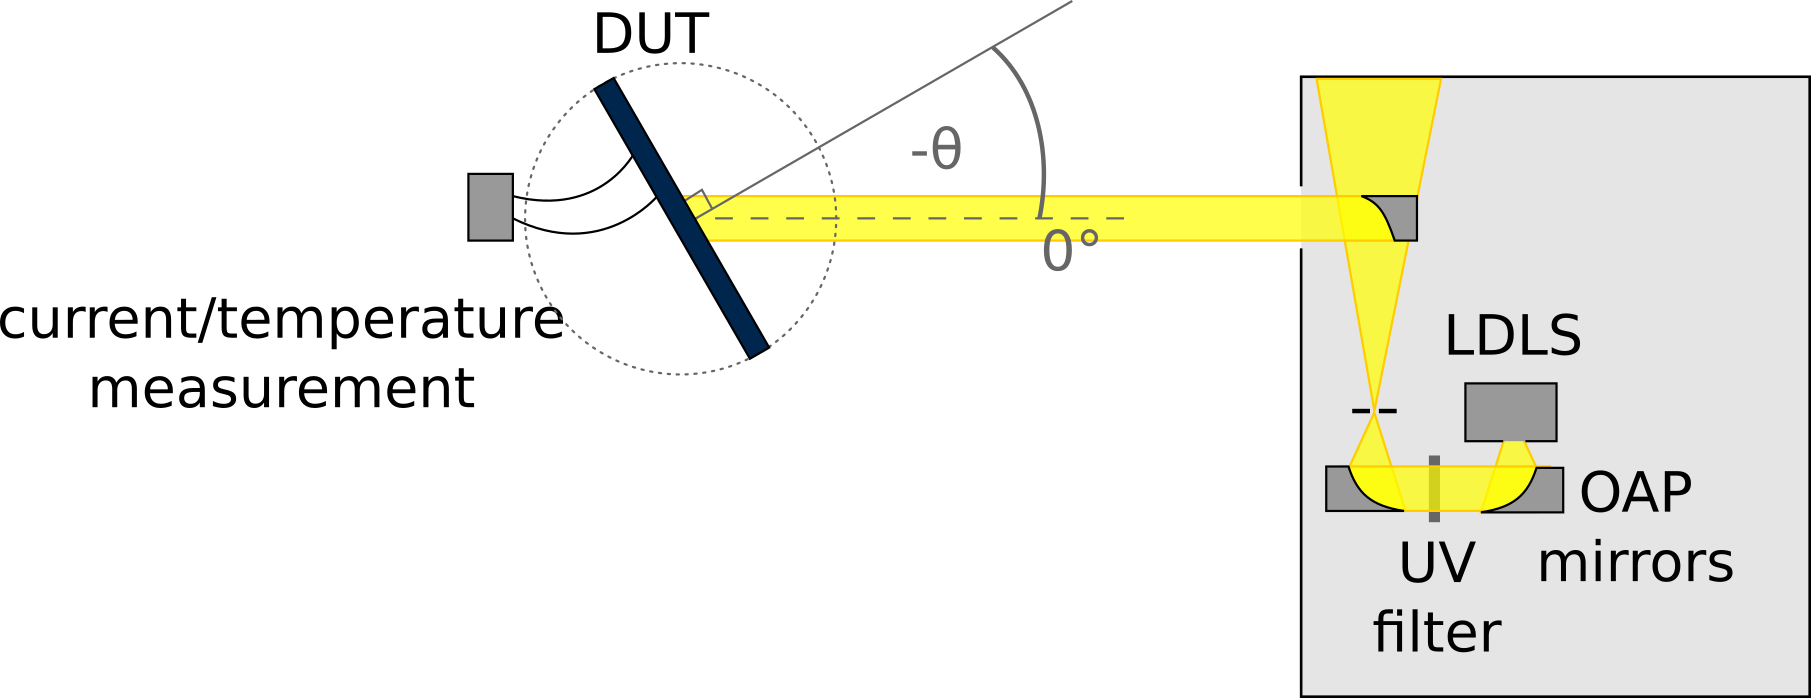 DUT
-θ
0°
current/temperature
measurement
LDLS
OAP
mirrors
UV
filter